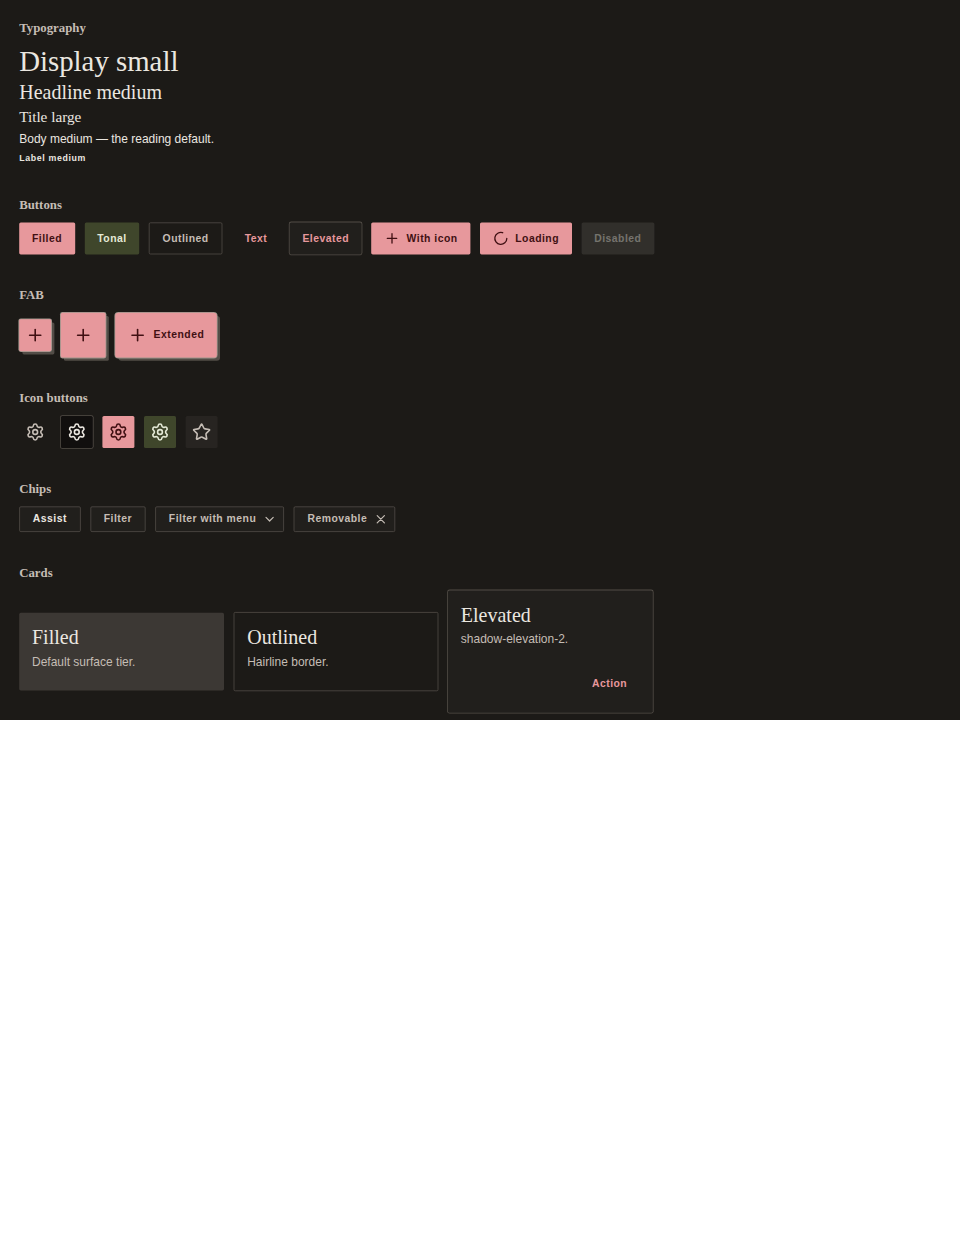 Typography
Display small
Headline medium
Title large
Body medium — the reading default.
Label medium
Buttons
Filled Tonal Outlined Text Elevated With icon Loading Disabled
FAB
Extended
Icon buttons
Chips
Assist Filter Filter with menu Removable
Cards
Filled
Default surface tier.
Outlined
Hairline border.
Elevated
shadow-elevation-2.
Action